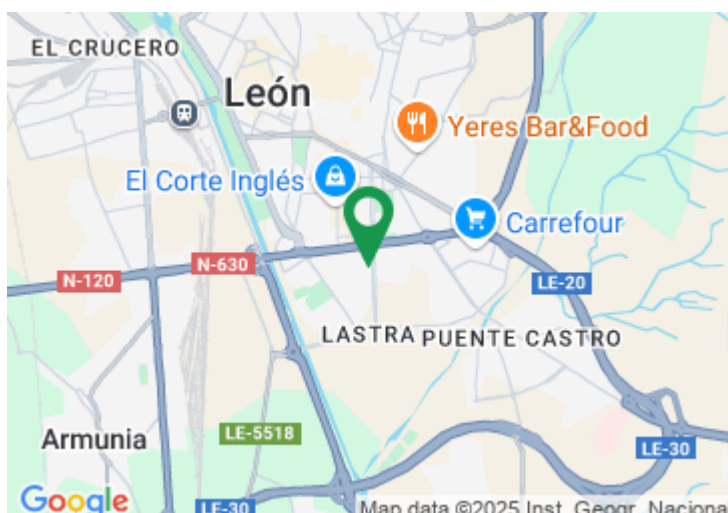 EL CRUCERO
León
Yeres Bar&Food
El Corte Inglés
Carrefour
N-630
N-120
LE-20
LASTRA
PUENTE CASTRO
Armunia
LE-5518
LE-30
LE-30
Google
Map data ©2025 Inst. Geogr. Naciona